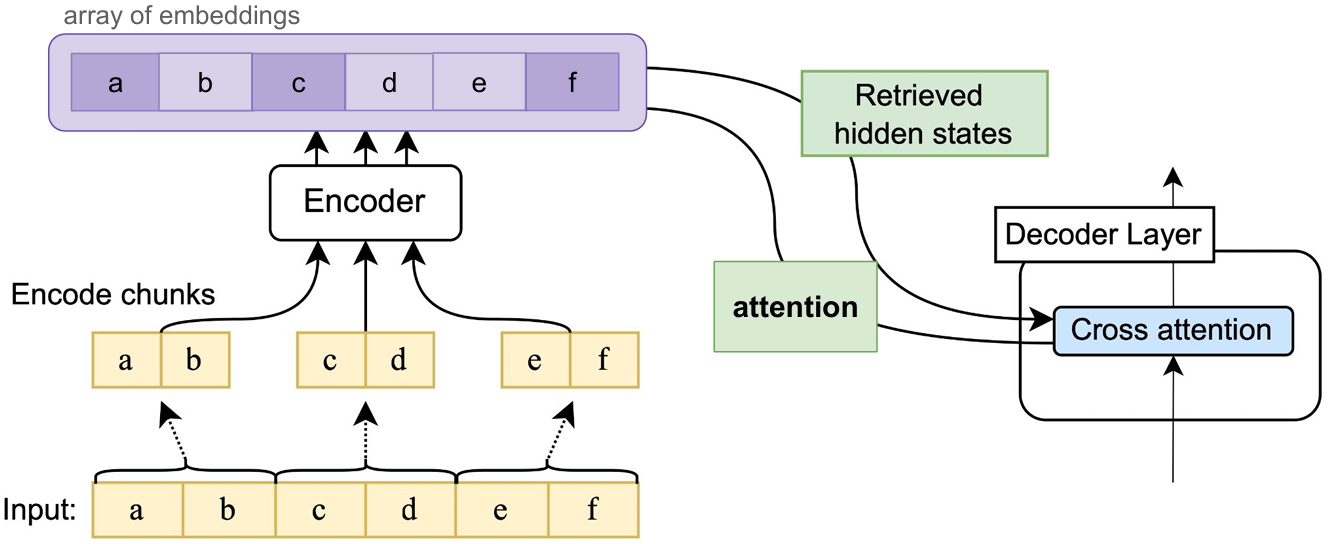 array of embeddings
a b c d e f
Retrieved
hidden states
Encoder
Decoder Layer
Encode chunks
attention
Cross attention
a b c d e f
Input: a b c d e f